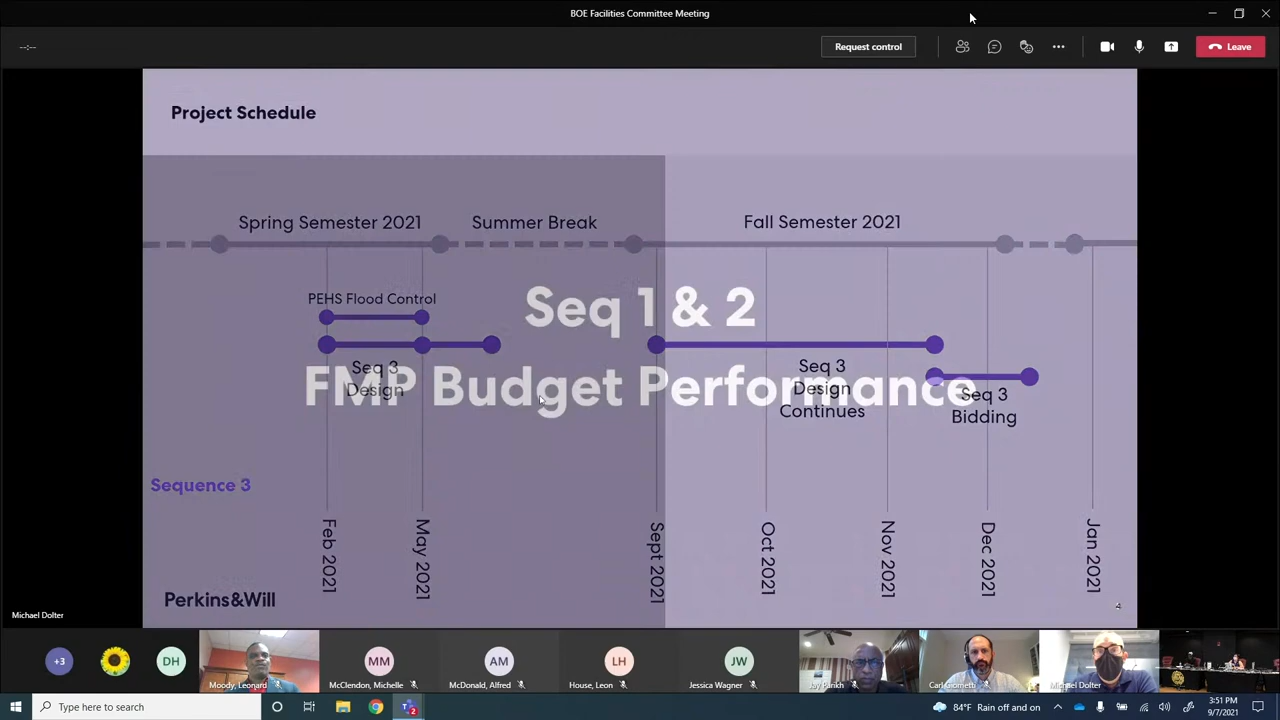 BOE Facilities Committee Meeting
--:--
Request control
Leave
Project Schedule
Spring Semester 2021
Summer Break
Fall Semester 2021
PEHS Flood Control
Seq 1 & 2
FMP Budget Performance
Seq 3
Design
Seq 3
Design
Continues
Seq 3
Bidding
Sequence 3
Feb 2021
May 2021
Sept 2021
Oct 2021
Nov 2021
Dec 2021
Jan 2021
Perkins&Will
4
Michael Dolter
+3
DH
MM
AM
LH
JW
Moody, Leonard
McClendon, Michelle
McDonald, Alfred
House, Leon
Jessica Wagner
Jay Parikh
Carl Giometti
Michael Dolter
Type here to search
2
84°F Rain off and on
3:51 PM
9/7/2021